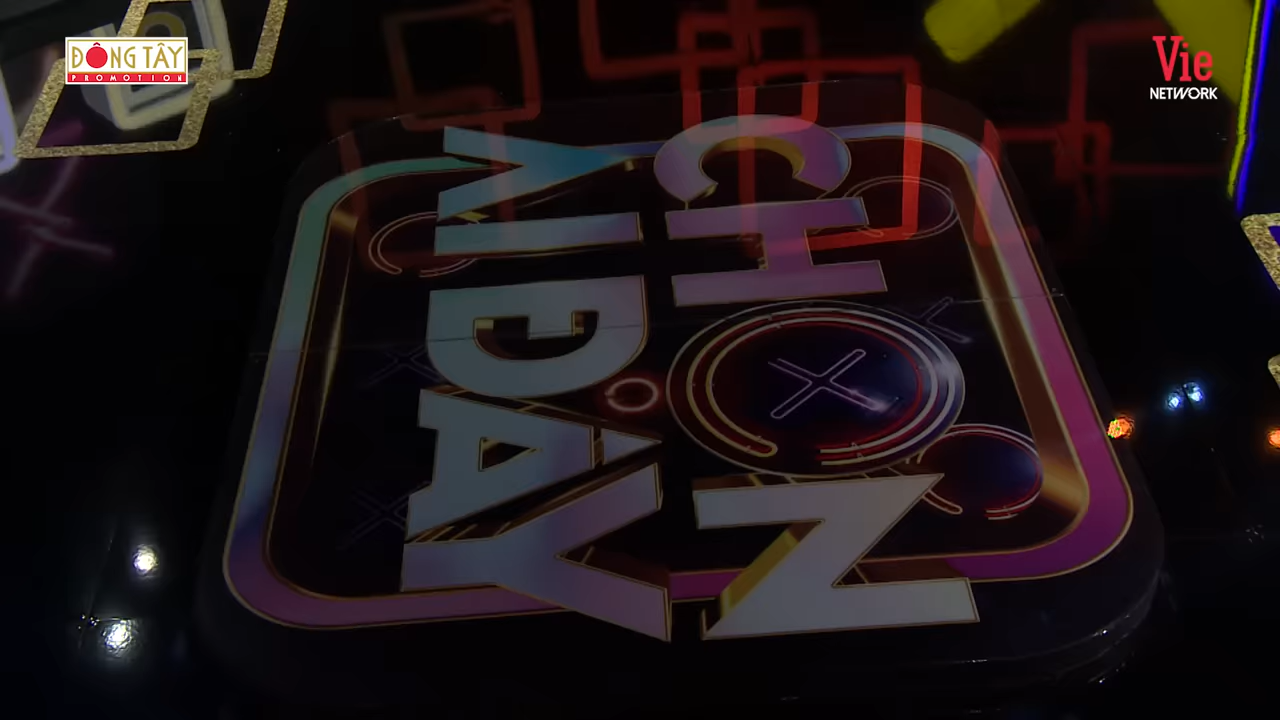 ĐÔNG TÂY
PROMOTION
Vie
NETWORK
CHỌN
AI ĐÂY